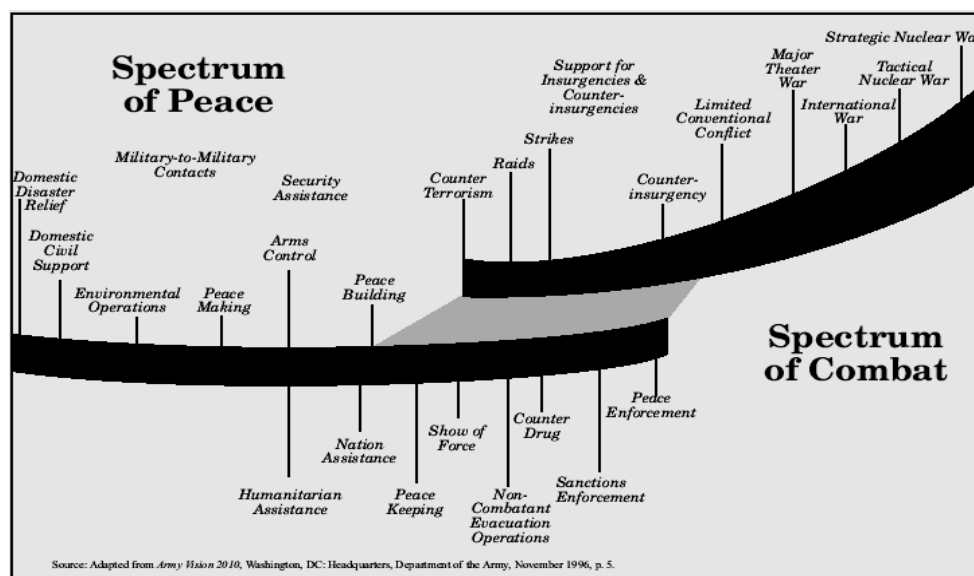 Spectrum
of Peace
Military-to-Military
Contacts
Domestic
Disaster
Relief
Domestic
Civil
Support
Environmental
Operations
Peace
Making
Security
Assistance
Arms
Control
Peace
Building
Counter
Terrorism
Raids
Strikes
Support for
Insurgencies &
Counter-
insurgencies
Counter-
insurgency
Limited
Conventional
Conflict
Major
Theater
War
International
War
Tactical
Nuclear War
Strategic Nuclear
Spectrum
of Combat
Humanitarian
Assistance
Nation
Assistance
Peace
Keeping
Show of
Force
Non-
Combatant
Evacuation
Operations
Counter
Drug
Sanctions
Enforcement
Peace
Enforcement
Source: Adapted from Army Vision 2010, Washington, DC: Headquarters, Department of the Army, November 1996, p. 5.